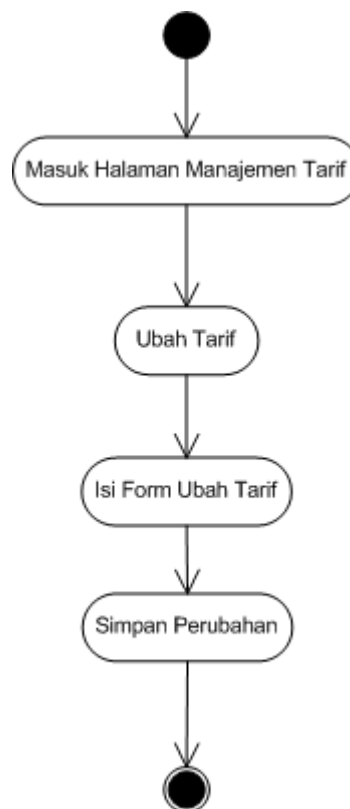 Masuk Halaman Manajemen Tarif
Ubah Tarif
Isi Form Ubah Tarif
Simpan Perubahan